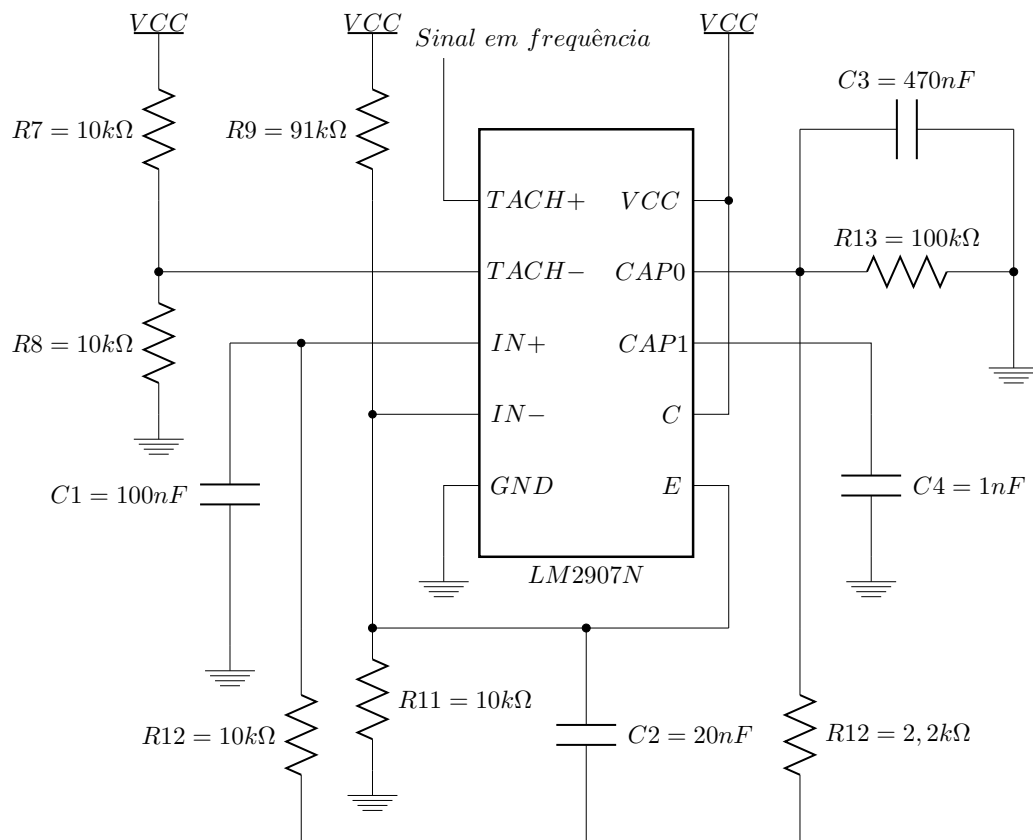 VCC
VCC
VCC
Sinal em frequência
C3 = 470nF
R7 = 10kΩ
R9 = 91kΩ
TACH+
VCC
R13 = 100kΩ
TACH−
CAP0
R8 = 10kΩ
IN+
CAP1
IN−
C
C1 = 100nF
GND
E
C4 = 1nF
LM2907N
R11 = 10kΩ
R12 = 10kΩ
C2 = 20nF
R12 = 2, 2kΩ